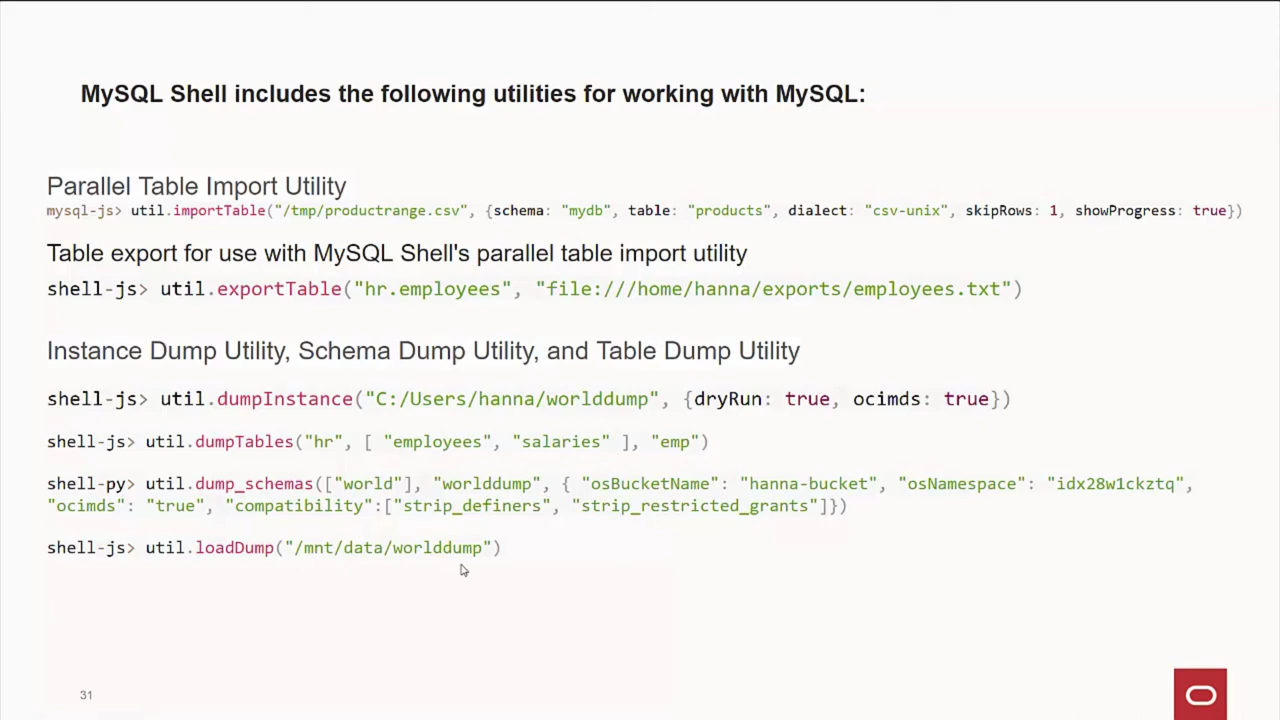 MySQL Shell includes the following utilities for working with MySQL:
Parallel Table Import Utility
mysql-js> util.importTable("/tmp/productrange.csv", {schema: "mydb", table: "products", dialect: "csv-unix", skipRows: 1, showProgress: true})
Table export for use with MySQL Shell's parallel table import utility
shell-js> util.exportTable("hr.employees", "file:///home/hanna/exports/employees.txt")
Instance Dump Utility, Schema Dump Utility, and Table Dump Utility
shell-js> util.dumpInstance("C:/Users/hanna/worlddump", {dryRun: true, ocimds: true})
shell-js> util.dumpTables("hr", [ "employees", "salaries" ], "emp")
shell-py> util.dump_schemas(["world"], "worlddump", { "osBucketName": "hanna-bucket", "osNamespace": "idx28w1ckztq",
"ocimds": "true", "compatibility":["strip_definers", "strip_restricted_grants"]})
shell-js> util.loadDump("/mnt/data/worlddump")
31